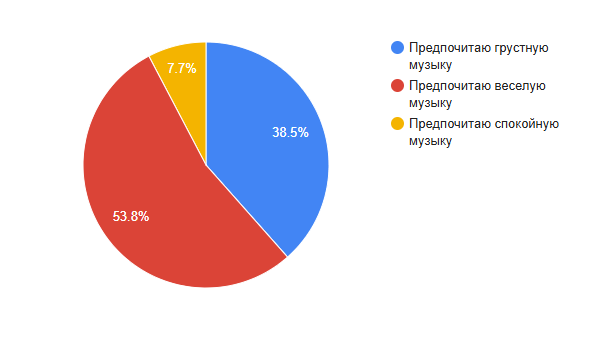 7.7%
38.5%
53.8%
Предпочитаю грустную
музыку
Предпочитаю веселую
музыку
Предпочитаю спокойную
музыку